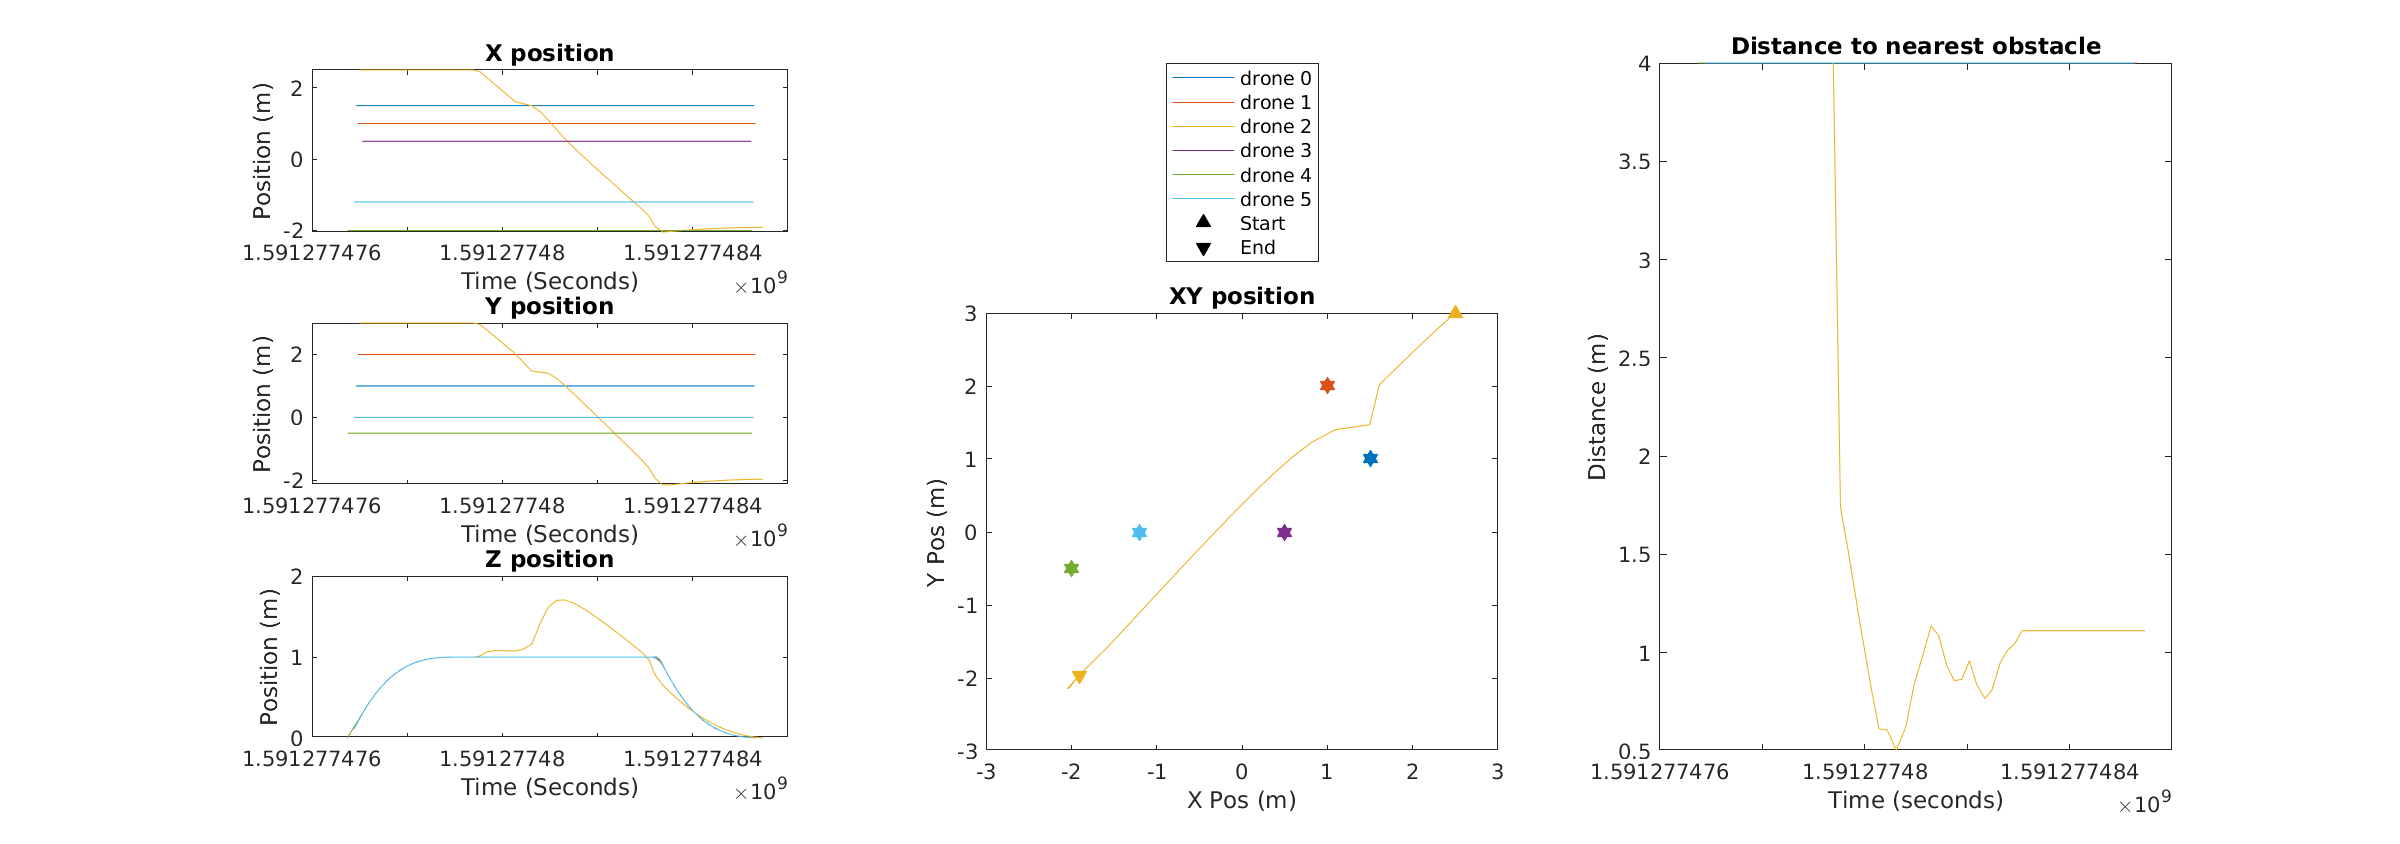 X position
Position (m)
2
0
-2
1.591277476
1.59127748
1.591277484
Time (Seconds)
×10^9
Y position
Position (m)
2
0
-2
1.591277476
1.59127748
1.591277484
Time (Seconds)
×10^9
Z position
Position (m)
2
1
0
1.591277476
1.59127748
1.591277484
Time (Seconds)
×10^9
drone 0
drone 1
drone 2
drone 3
drone 4
drone 5
Start
End
XY position
Y Pos (m)
3
2
1
0
-1
-2
-3
-3
-2
-1
0
1
2
3
X Pos (m)
Distance to nearest obstacle
Distance (m)
4
3.5
3
2.5
2
1.5
1
0.5
1.591277476
1.59127748
1.591277484
Time (seconds)
×10^9